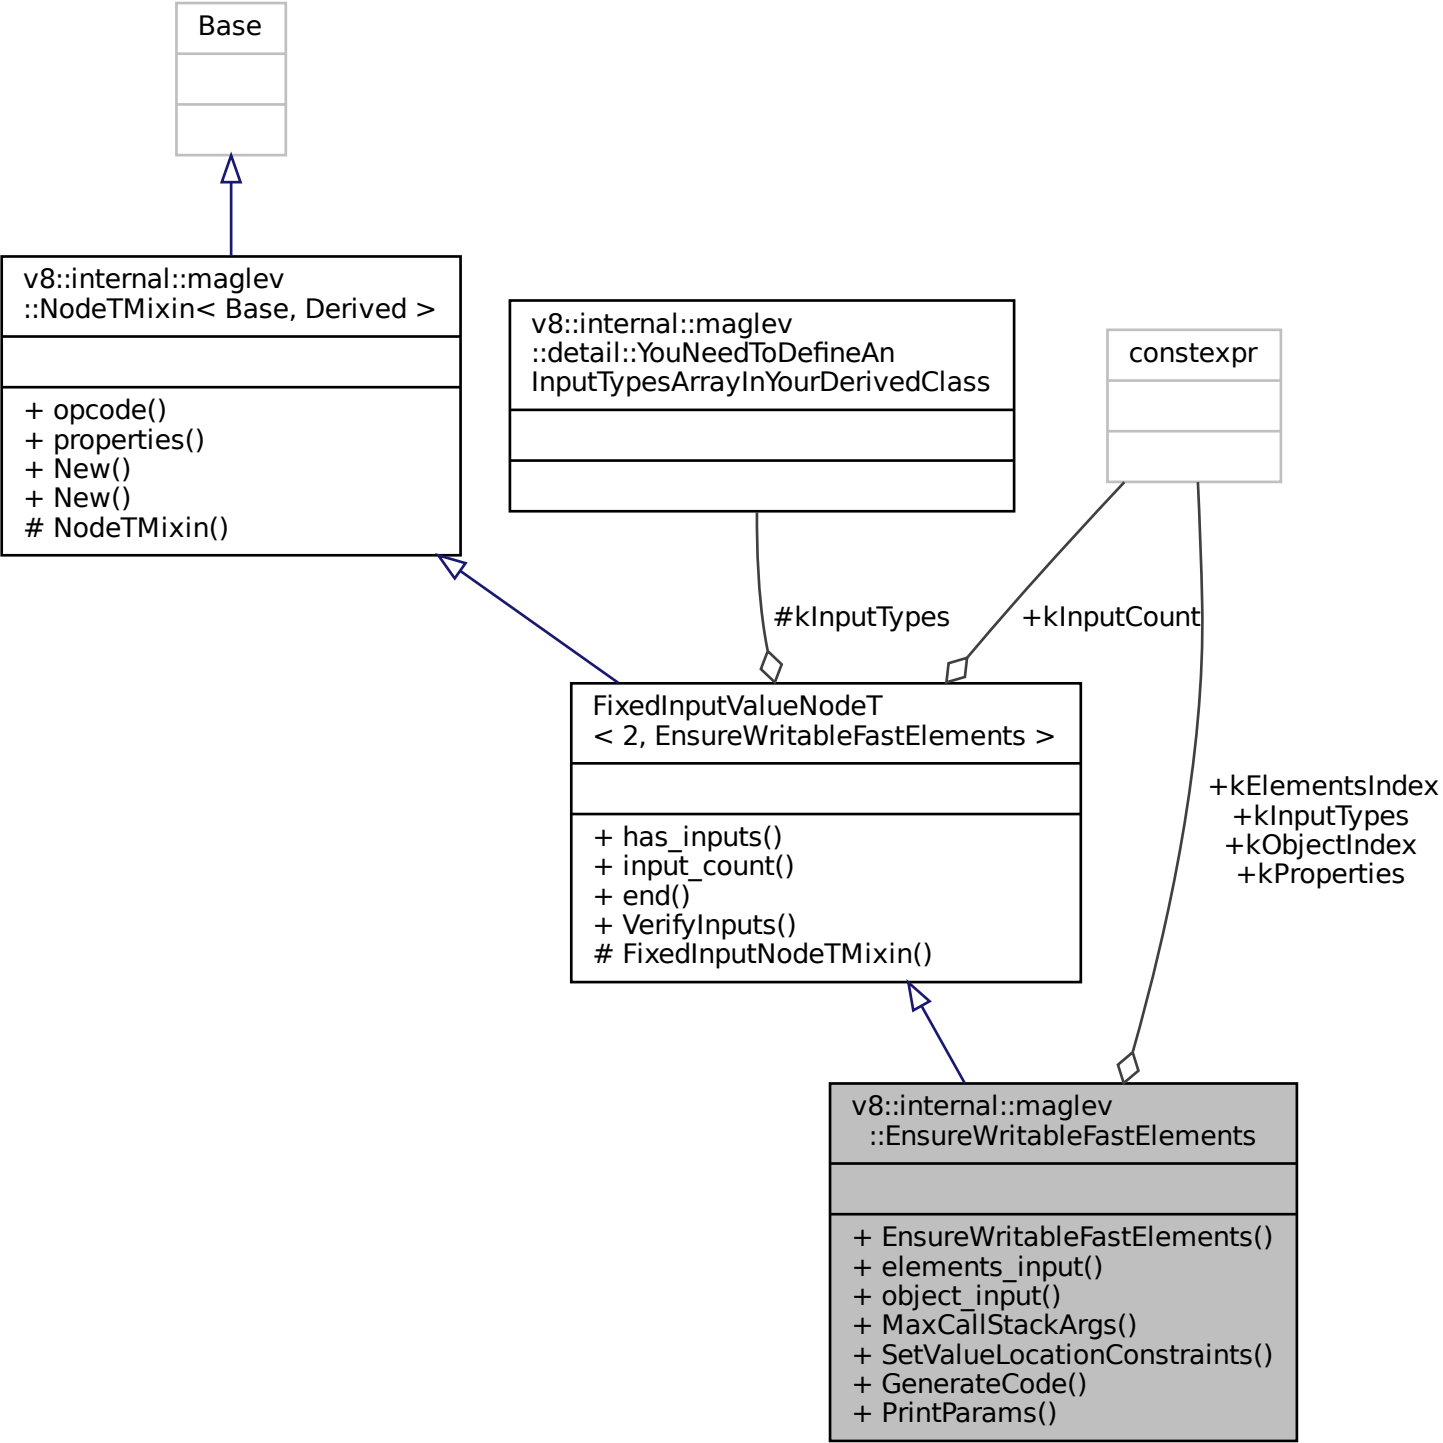 Base
v8::internal::maglev
::NodeTMixin< Base, Derived >
+ opcode()
+ properties()
+ New()
+ New()
# NodeTMixin()
v8::internal::maglev
::detail::YouNeedToDefineAn
InputTypesArrayInYourDerivedClass
constexpr
#kInputTypes
+kInputCount
FixedInputValueNodeT
< 2, EnsureWritableFastElements >
+ has_inputs()
+ input_count()
+ end()
+ VerifyInputs()
# FixedInputNodeTMixin()
+kElementsIndex
+kInputTypes
+kObjectIndex
+kProperties
v8::internal::maglev
::EnsureWritableFastElements
+ EnsureWritableFastElements()
+ elements_input()
+ object_input()
+ MaxCallStackArgs()
+ SetValueLocationConstraints()
+ GenerateCode()
+ PrintParams()